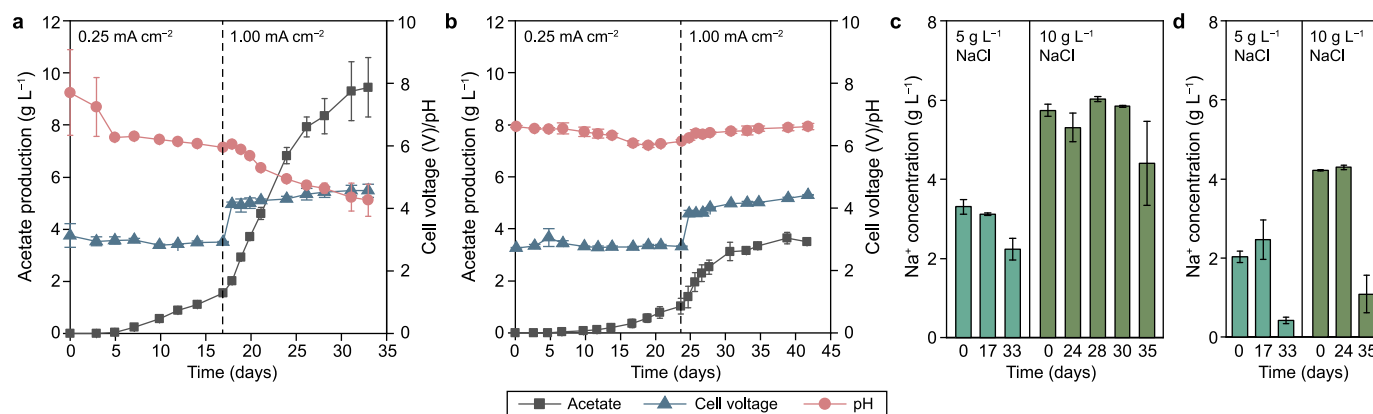 a
0.25 mA cm⁻²
1.00 mA cm⁻²
Acetate production (g L⁻¹)
12
10
8
6
4
2
0
Cell voltage (V)/pH
10
8
6
4
2
0
0 5 10 15 20 25 30 35
Time (days)
b
0.25 mA cm⁻²
1.00 mA cm⁻²
Acetate production (g L⁻¹)
12
10
8
6
4
2
0
Cell voltage (V)/pH
10
8
6
4
2
0
0 5 10 15 20 25 30 35 40 45
Time (days)
Acetate Cell voltage pH
c
5 g L⁻¹
NaCl
10 g L⁻¹
NaCl
Na⁺ concentration (g L⁻¹)
8
6
4
2
0
0 17 33 0 24 28 30 35
Time (days)
d
5 g L⁻¹
NaCl
10 g L⁻¹
NaCl
Na⁺ concentration (g L⁻¹)
8
6
4
2
0
0 17 33 0 24 35
Time (days)